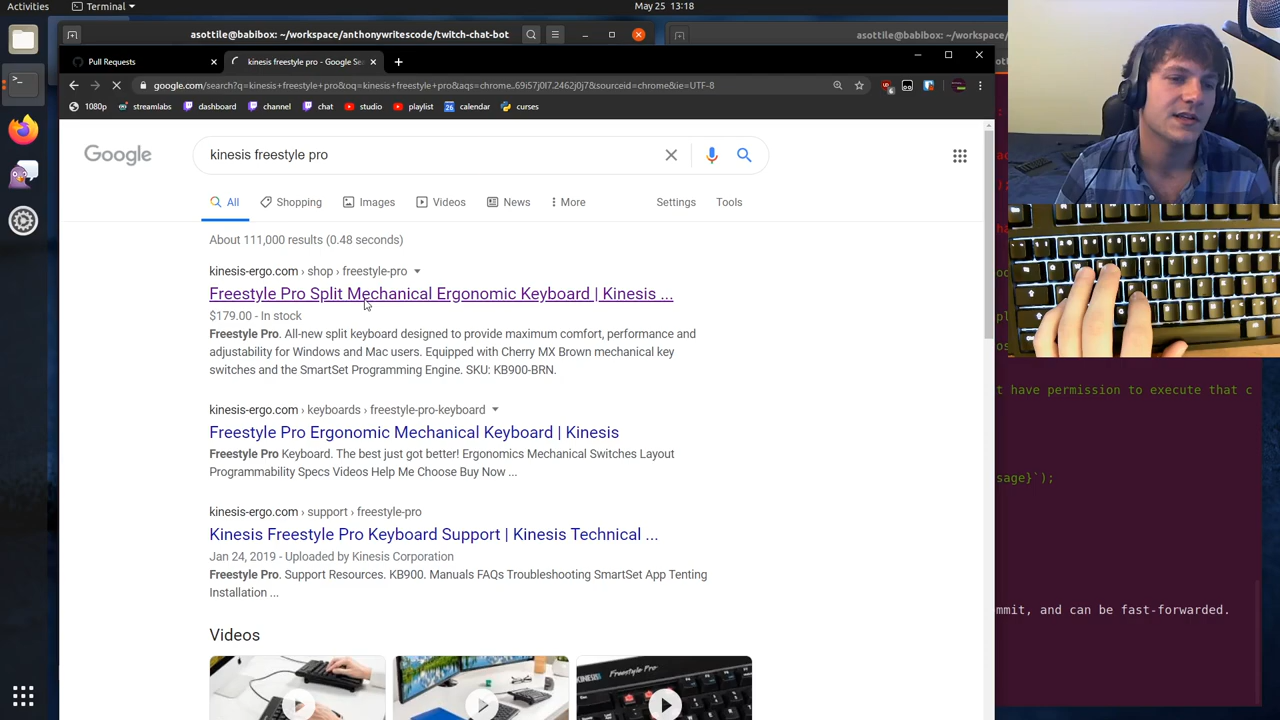 Activities
Terminal
May 25 13:18
asottile@babibox: ~/workspace/anthonywritescode/twitch-chat-bot
asottile@babibox: ~/workspace/
Pull Requests
kinesis freestyle pro - Google Se
google.com/search?q=kinesis+freestyle+pro&oq=kinesis+freestyle+pro&aqs=chrome..69i57j0l7.2462j0j7&sourceid=chrome&ie=UTF-8
1080p
streamlabs
dashboard
channel
chat
studio
playlist
26 calendar
curses
Google
kinesis freestyle pro
All
Shopping
Images
Videos
News
More
Settings
Tools
About 111,000 results (0.48 seconds)
kinesis-ergo.com › shop › freestyle-pro
Freestyle Pro Split Mechanical Ergonomic Keyboard | Kinesis ...
$179.00 - In stock
Freestyle Pro. All-new split keyboard designed to provide maximum comfort, performance and
adjustability for Windows and Mac users. Equipped with Cherry MX Brown mechanical key
switches and the SmartSet Programming Engine. SKU: KB900-BRN.
kinesis-ergo.com › keyboards › freestyle-pro-keyboard
Freestyle Pro Ergonomic Mechanical Keyboard | Kinesis
Freestyle Pro Keyboard. The best just got better! Ergonomics Mechanical Switches Layout
Programmability Specs Videos Help Me Choose Buy Now ...
kinesis-ergo.com › support › freestyle-pro
Kinesis Freestyle Pro Keyboard Support | Kinesis Technical ...
Jan 24, 2019 - Uploaded by Kinesis Corporation
Freestyle Pro. Support Resources. KB900. Manuals FAQs Troubleshooting SmartSet App Tenting
Installation ...
Videos
Freestyle Pro
t have permission to execute that c
sage}`);
mmit, and can be fast-forwarded.